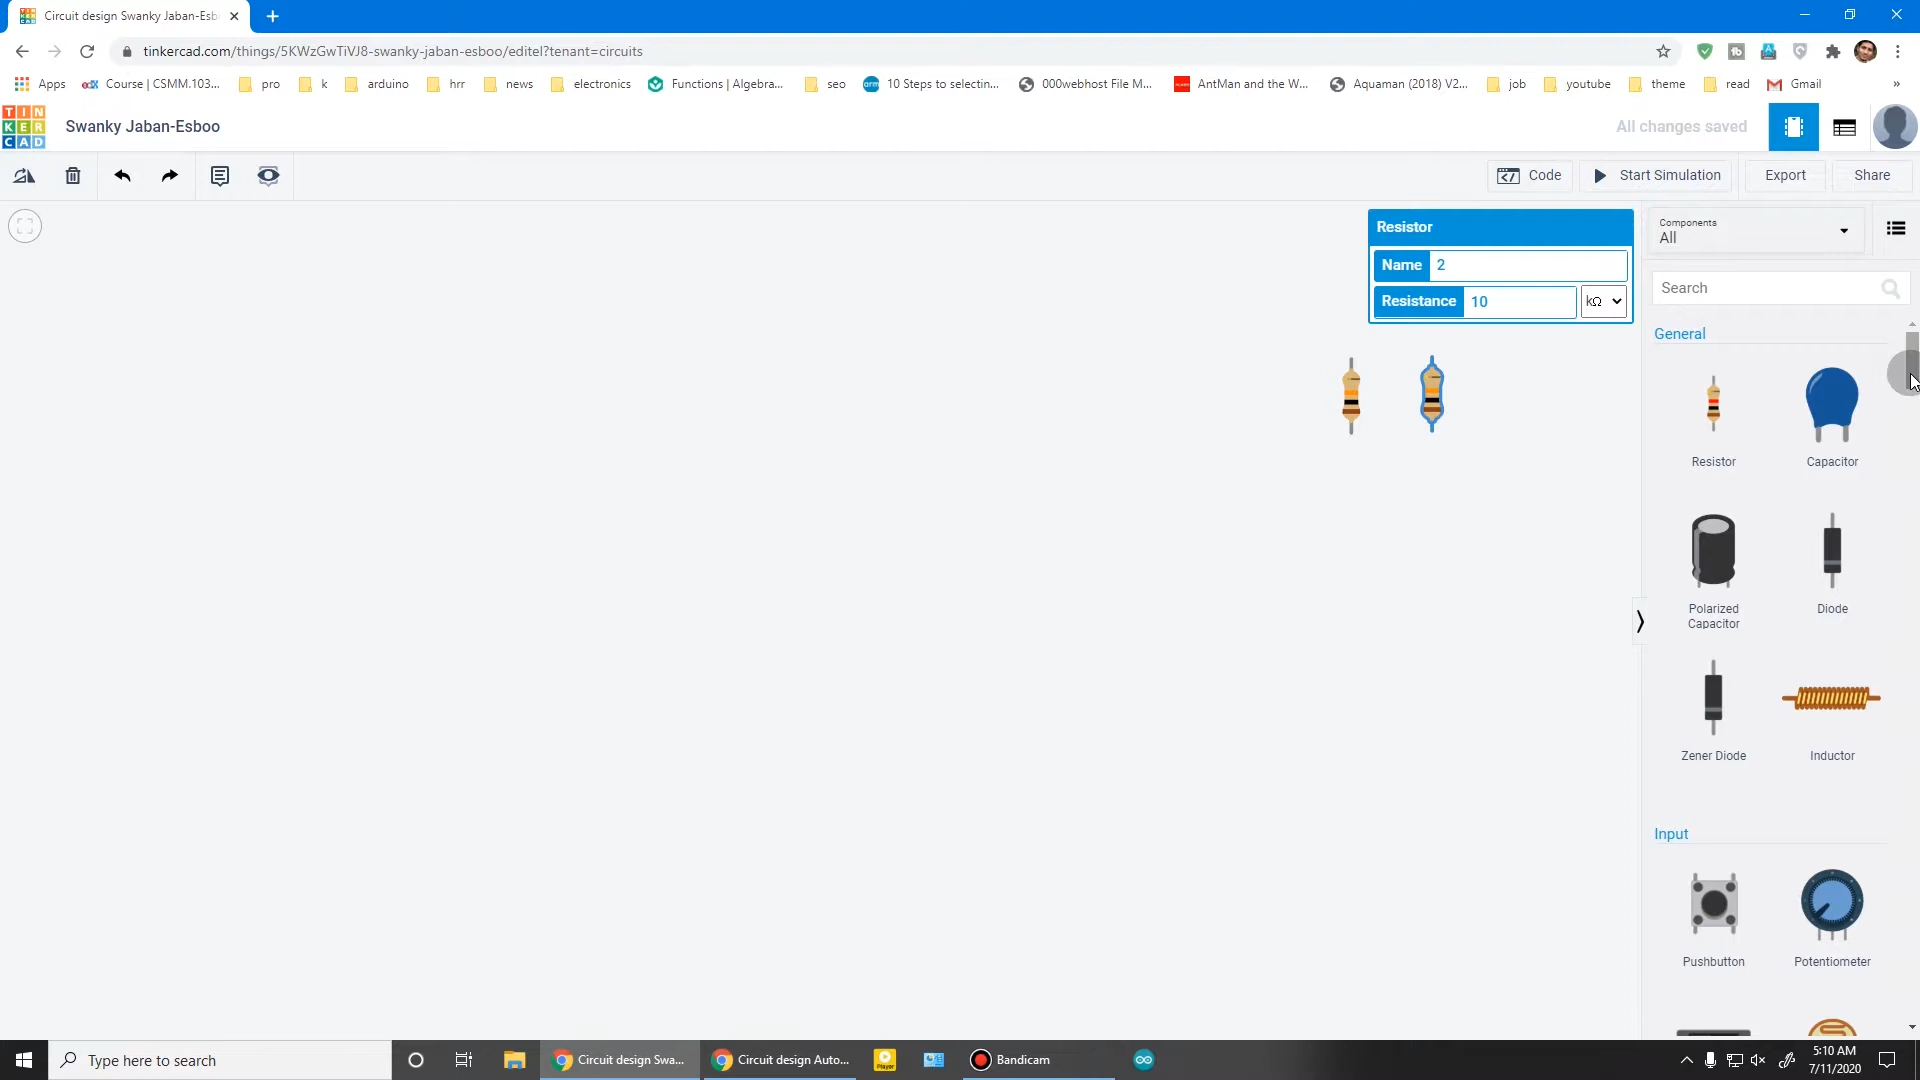 Circuit design Swanky Jaban-Esb
tinkercad.com/things/5KWzGwTiVJ8-swanky-jaban-esboo/editel?tenant=circuits
Apps
edX
Course | CSMM.103...
pro
k
arduino
hrr
news
electronics
Functions | Algebra...
seo
arm
10 Steps to selectin...
000webhost File M...
AntMan and the W...
Aquaman (2018) V2...
job
youtube
theme
read
Gmail
»
TIN
KER
CAD
Swanky Jaban-Esboo
All changes saved
Code
Start Simulation
Export
Share
Resistor
Name
2
Resistance
10
kΩ
Components
All
Search
General
Resistor
Capacitor
Polarized
Capacitor
Diode
Zener Diode
Inductor
Input
Pushbutton
Potentiometer
Type here to search
Circuit design Swa...
Circuit design Auto...
Player
Bandicam
5:10 AM
7/11/2020